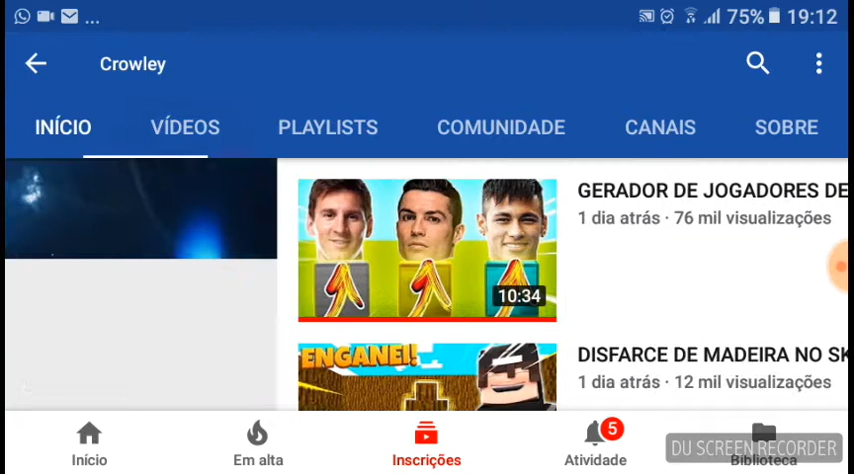 ... 75% 19:12
Crowley
INÍCIO VÍDEOS PLAYLISTS COMUNIDADE CANAIS SOBRE
GERADOR DE JOGADORES DE
1 dia atrás · 76 mil visualizações
10:34
ENGANEI!
DISFARCE DE MADEIRA NO SK
1 dia atrás · 12 mil visualizações
5
Início Em alta Inscrições Atividade Biblioteca
DU SCREEN RECORDER